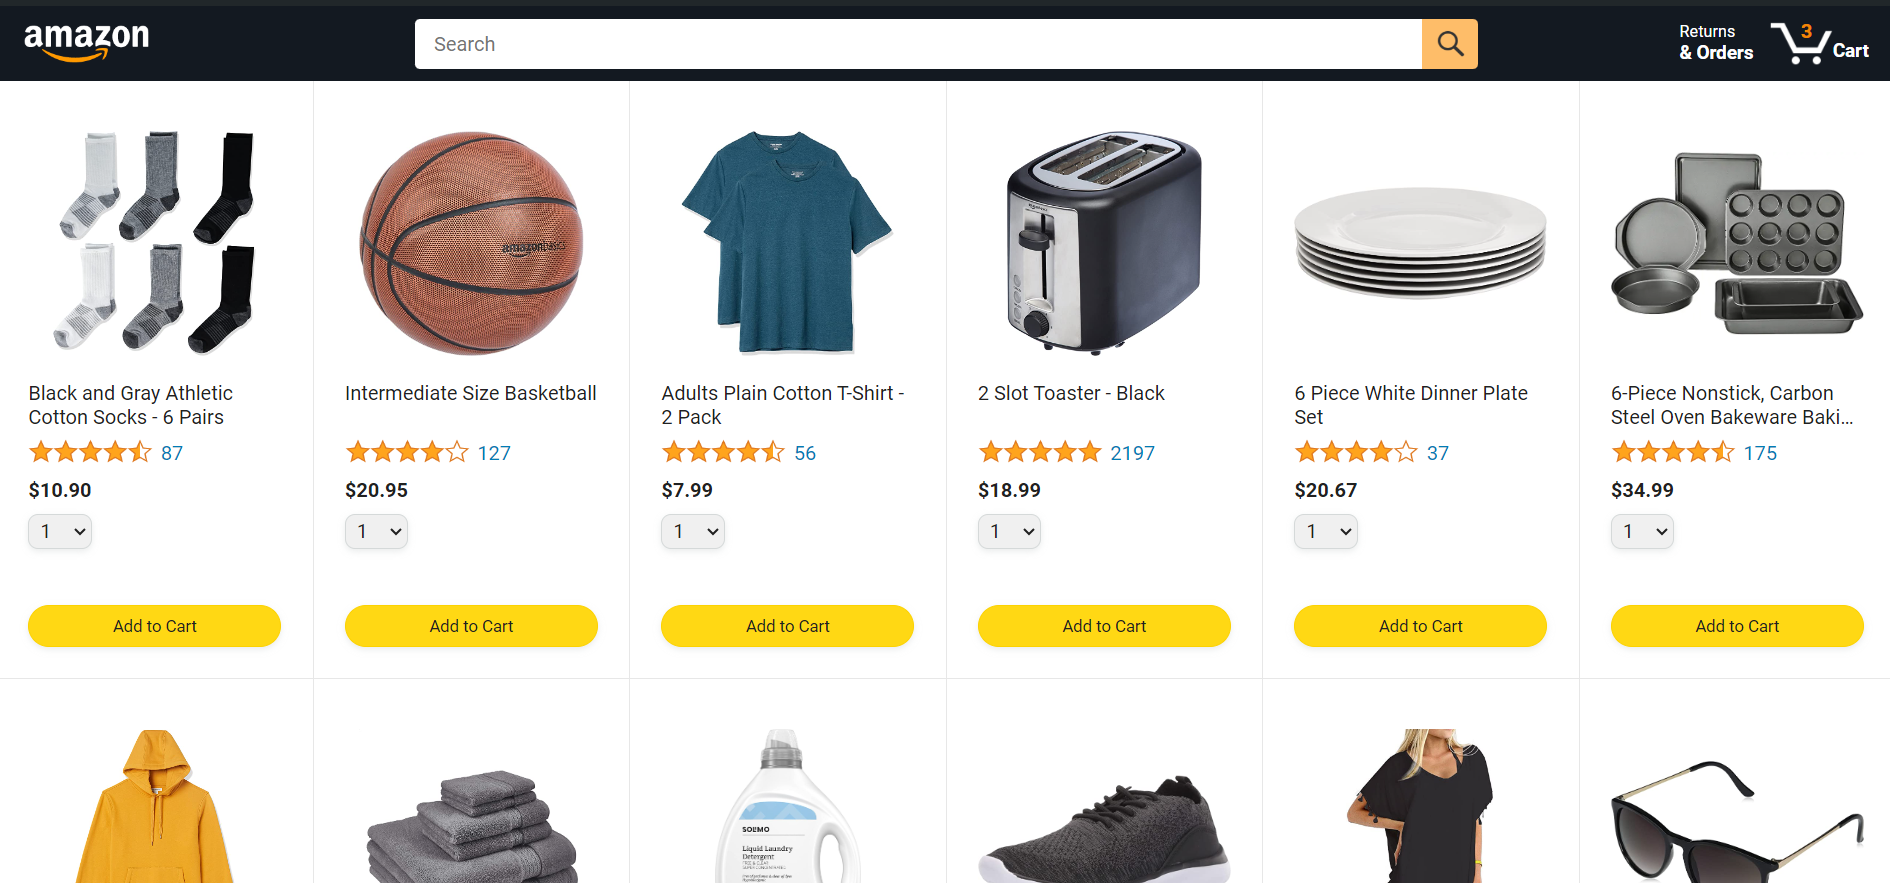 amazon
Search
Returns
& Orders
3
Cart
amazonbasics
Black and Gray Athletic
Cotton Socks - 6 Pairs
87
$10.90
1
Add to Cart
Intermediate Size Basketball
127
$20.95
1
Add to Cart
Adults Plain Cotton T-Shirt -
2 Pack
56
$7.99
1
Add to Cart
2 Slot Toaster - Black
2197
$18.99
1
Add to Cart
6 Piece White Dinner Plate
Set
37
$20.67
1
Add to Cart
6-Piece Nonstick, Carbon
Steel Oven Bakeware Baki...
175
$34.99
1
Add to Cart
SOLIMO
Liquid Laundry
Detergent
FREE & CLEAR